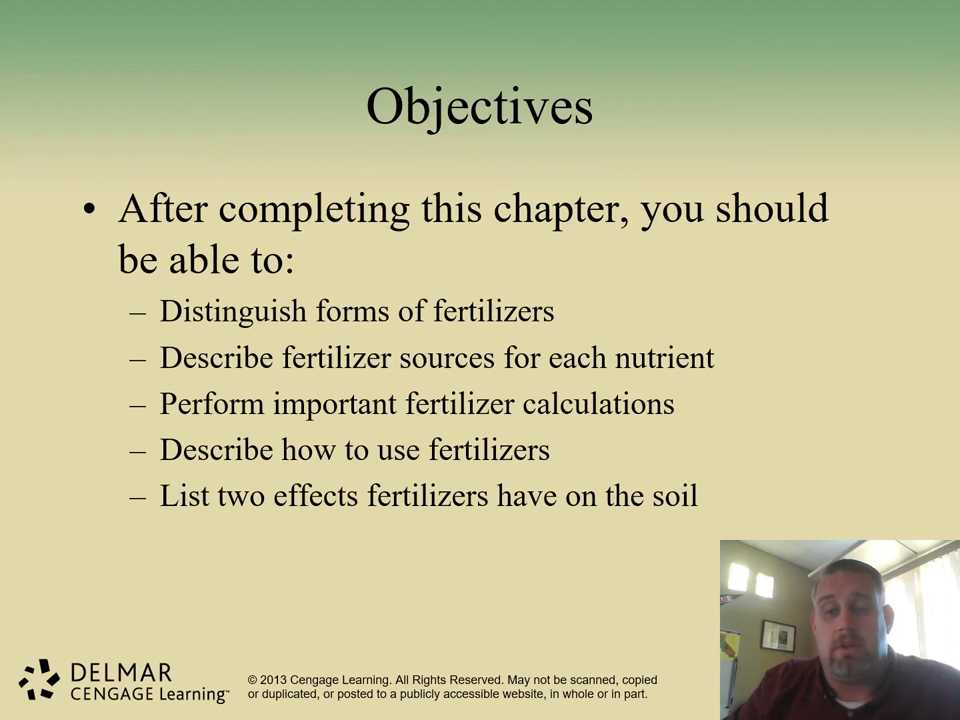 Objectives
• After completing this chapter, you should
be able to:
– Distinguish forms of fertilizers
– Describe fertilizer sources for each nutrient
– Perform important fertilizer calculations
– Describe how to use fertilizers
– List two effects fertilizers have on the soil
DELMAR
CENGAGE Learning™
© 2013 Cengage Learning. All Rights Reserved. May not be scanned, copied
or duplicated, or posted to a publicly accessible website, in whole or in part.